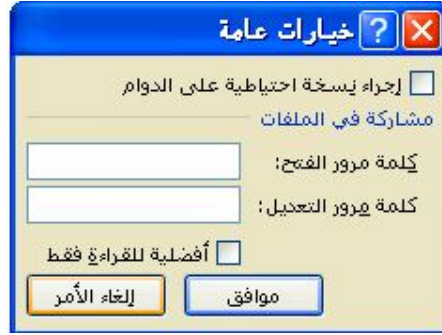 خيارات عامة
إجراء نسخة احتياطية على الدوام
مشاركة في الملفات
كلمة مرور الفتح:
كلمة مرور التعديل:
أفضلية للقراءة فقط
موافق
إلغاء الأمر